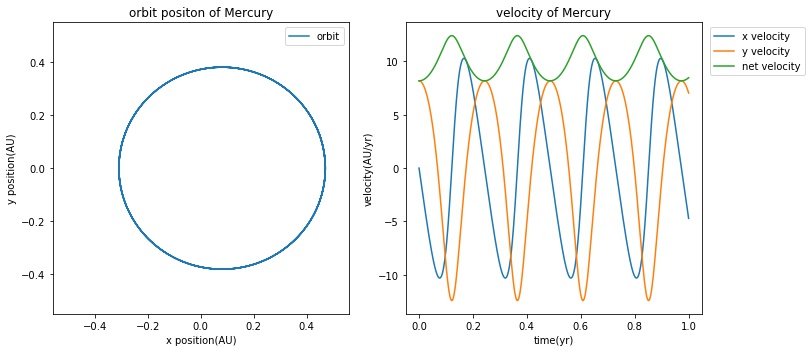 orbit positon of Mercury
orbit
0.4
0.2
0.0
−0.2
−0.4
y position(AU)
−0.4
−0.2
0.0
0.2
0.4
x position(AU)
velocity of Mercury
x velocity
y velocity
net velocity
10
5
0
−5
−10
velocity(AU/yr)
0.0
0.2
0.4
0.6
0.8
1.0
time(yr)